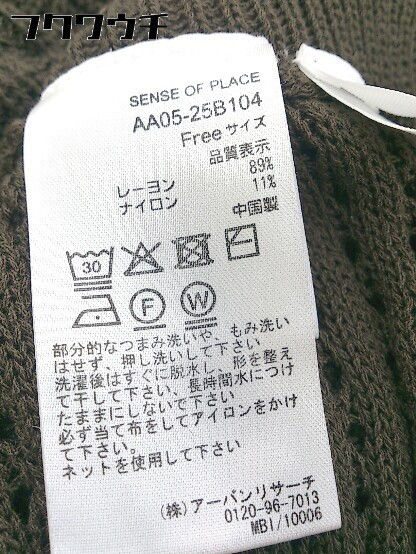 フクワウチ
SENSE OF PLACE
AA05-25B104
Freeサイズ
品質表示
レーヨン 89%
ナイロン 11%
中国製
30
F W
部分的なつまみ洗いや、もみ洗い
はせず、押し洗いして下さい
洗濯後はすぐに脱水し、形を整え
て干して下さい、長時間水につけ
たままにしないで下さい
必ず当て布をしてアイロンをかけ
て下さい
ネットを使用して下さい
(株)アーバンリサーチ
0120-96-7013
MBI/10006